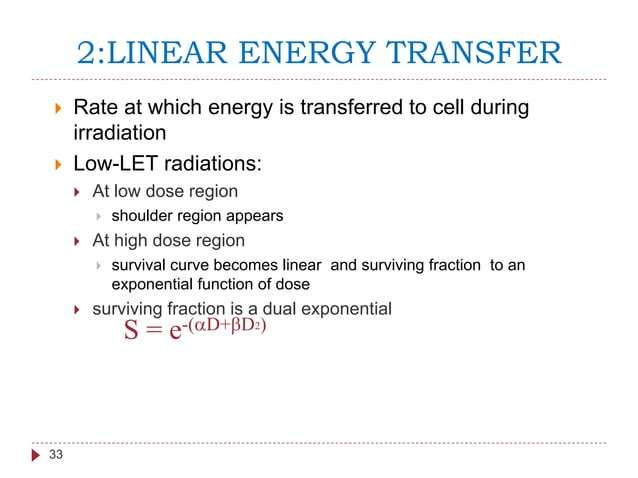 2:LINEAR ENERGY TRANSFER
Rate at which energy is transferred to cell during
irradiation
Low-LET radiations:
At low dose region
shoulder region appears
At high dose region
survival curve becomes linear and surviving fraction to an
exponential function of dose
surviving fraction is a dual exponential
S = e-(αD+βD2)
33